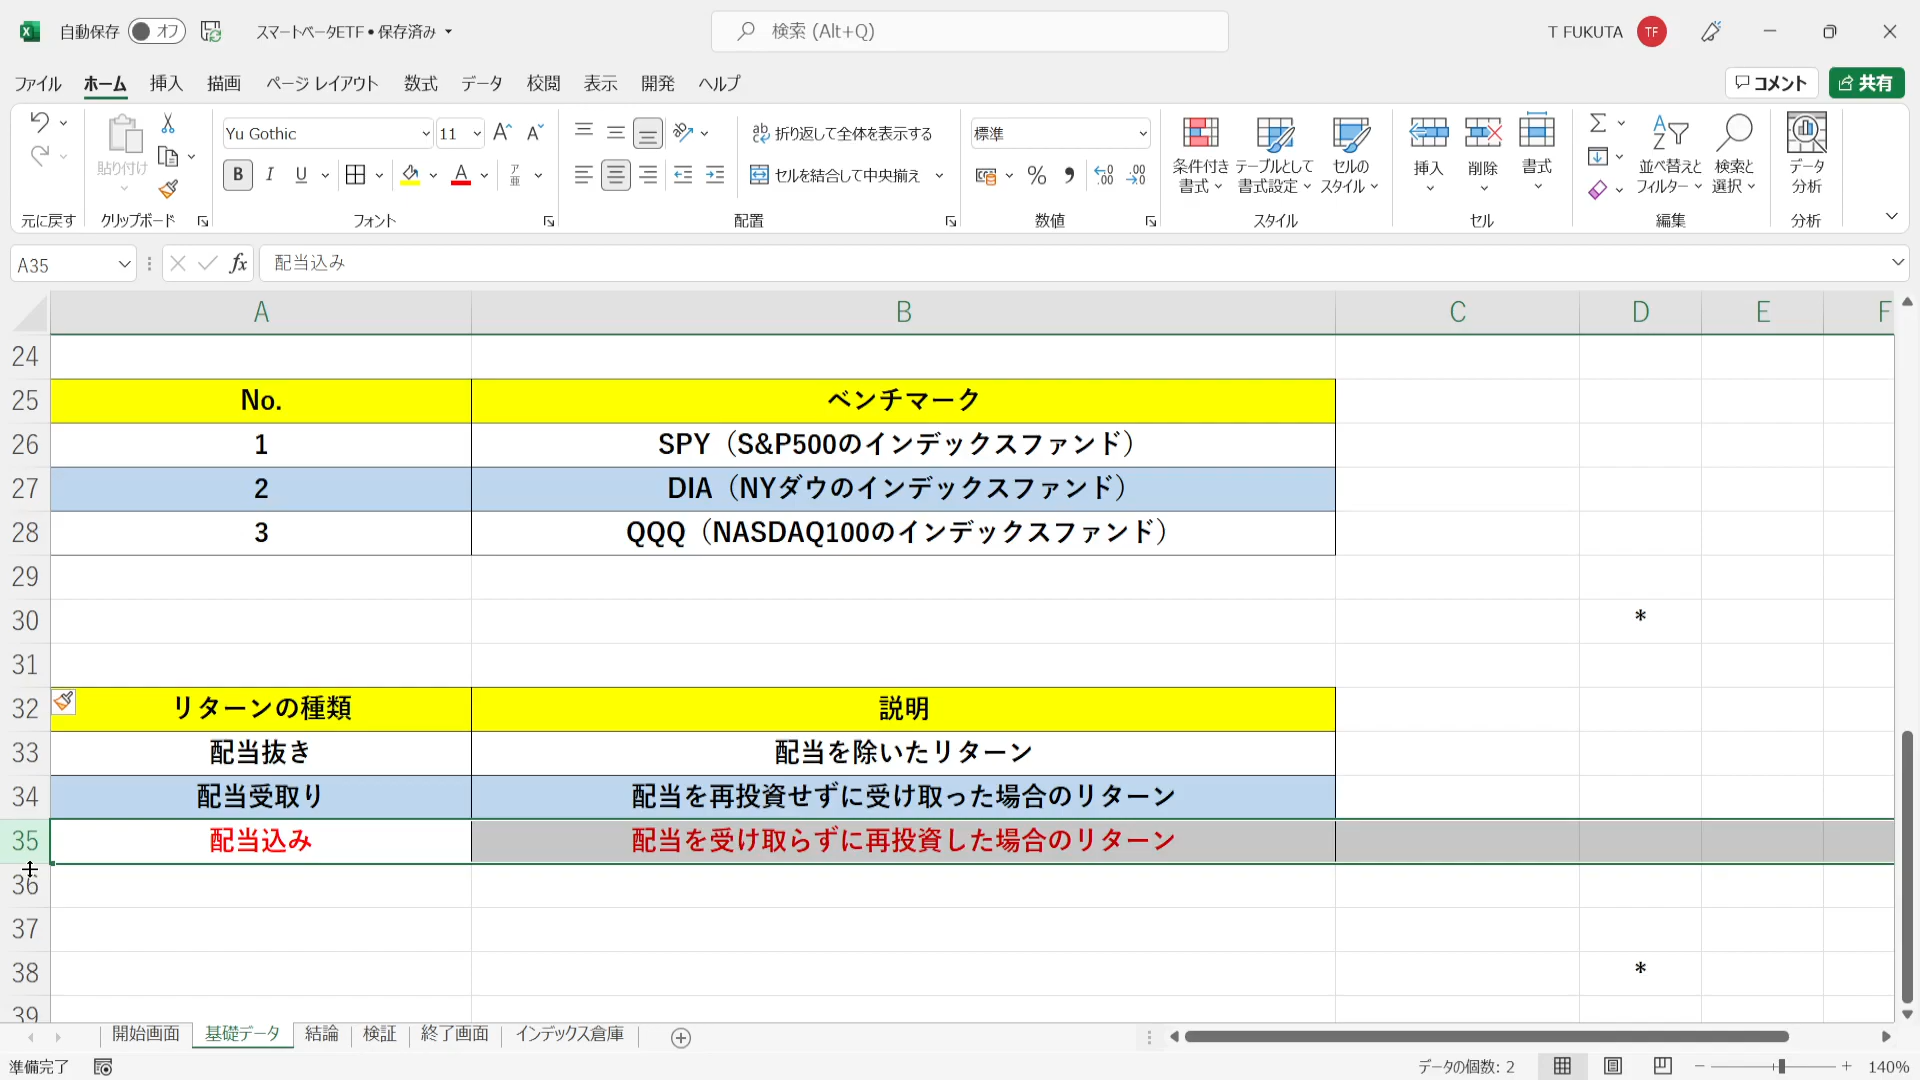 自動保存 オフ スマートベータETF • 保存済み 検索 (Alt+Q) T FUKUTA TF
ファイル ホーム 挿入 描画 ページ レイアウト 数式 データ 校閲 表示 開発 ヘルプ コメント 共有
Yu Gothic 11 折り返して全体を表示する 標準
貼り付け B I U A ア亜 セルを結合して中央揃え % 条件付き書式 テーブルとして書式設定 セルのスタイル 挿入 削除 書式 並べ替えとフィルター 検索と選択 データ分析
元に戻す クリップボード フォント 配置 数値 スタイル セル 編集 分析
A35 fx 配当込み
A B C D E F
24
25 No. ベンチマーク
26 1 SPY（S&P500のインデックスファンド）
27 2 DIA（NYダウのインデックスファンド）
28 3 QQQ（NASDAQ100のインデックスファンド）
29
30 *
31
32 リターンの種類 説明
33 配当抜き 配当を除いたリターン
34 配当受取り 配当を再投資せずに受け取った場合のリターン
35 配当込み 配当を受け取らずに再投資した場合のリターン
36
37
38 *
39
開始画面 基礎データ 結論 検証 終了画面 インデックス倉庫
準備完了 データの個数: 2 140%